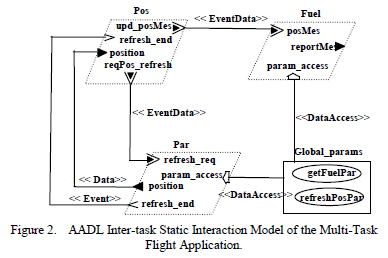 Pos
Fuel
<< EventData>>
upd_posMes
refresh_end
position
reqPos_refresh
posMes
reportMes
param_access
<< EventData>>
<<DataAccess>>
Par
Global_params
refresh_req
param_access
<< Data>>
position
<<DataAccess>>
<< Event>>
refresh_end
getFuelPar
refreshPosPar
Figure 2. AADL Inter-task Static Interaction Model of the Multi-Task
Flight Application.